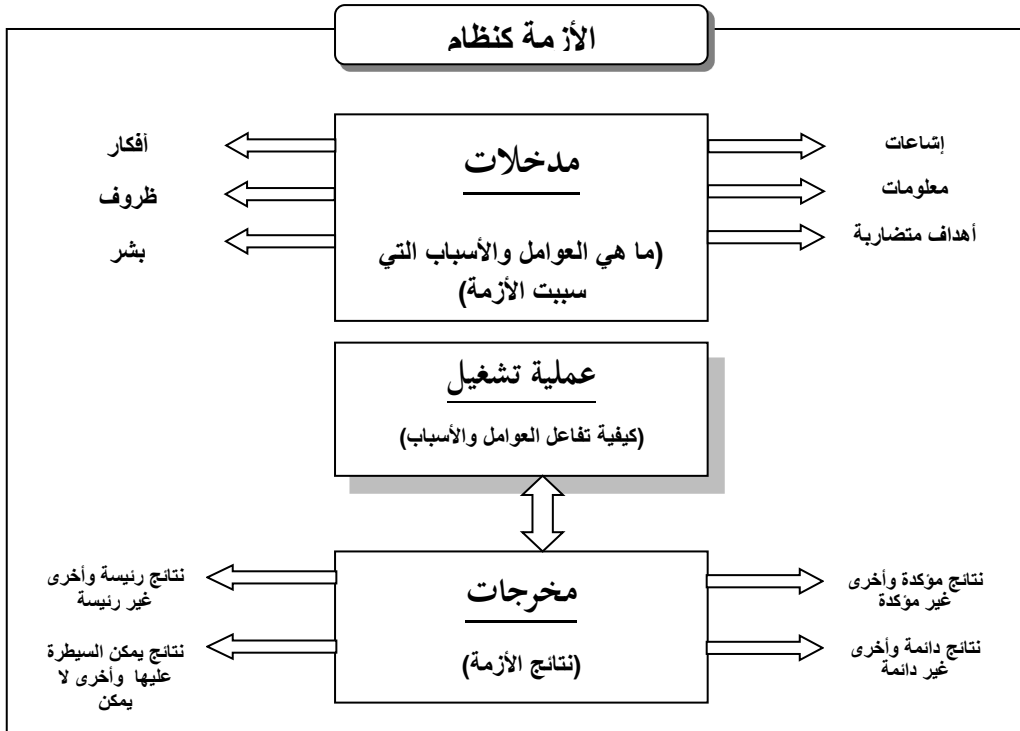 الأزمة كنظام
مدخلات
(ما هي العوامل والأسباب التي
سببت الأزمة)
إشاعات
معلومات
أهداف متضاربة
أفكار
ظروف
بشر
عملية تشغيل
(كيفية تفاعل العوامل والأسباب)
مخرجات
(نتائج الأزمة)
نتائج مؤكدة وأخرى
غير مؤكدة
نتائج دائمة وأخرى
غير دائمة
نتائج رئيسة وأخرى
غير رئيسة
نتائج يمكن السيطرة
عليها وأخرى لا
يمكن